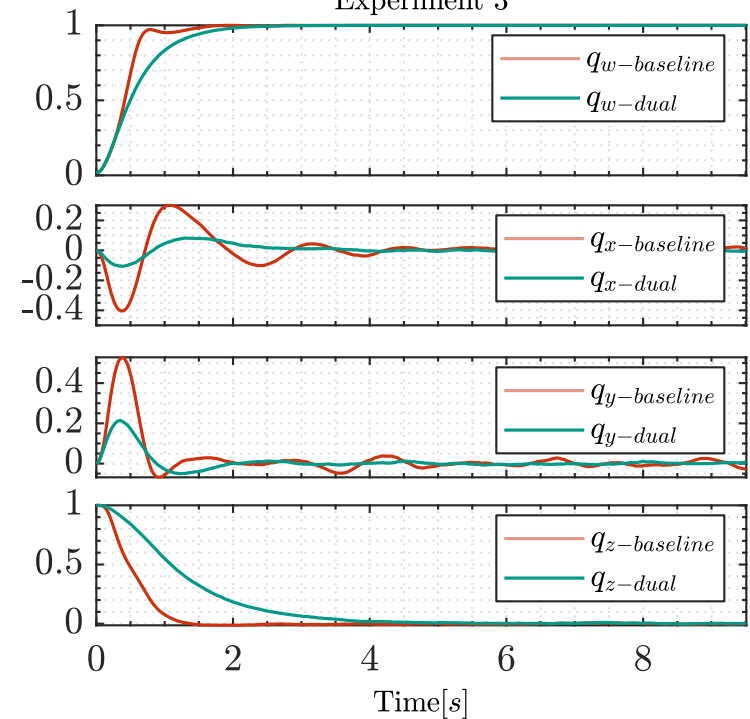 Experiment 3
1
0.5
0
q_{w-baseline}
q_{w-dual}
0.2
0
-0.2
-0.4
q_{x-baseline}
q_{x-dual}
0.4
0.2
0
q_{y-baseline}
q_{y-dual}
1
0.5
0
q_{z-baseline}
q_{z-dual}
0 2 4 6 8
Time[s]